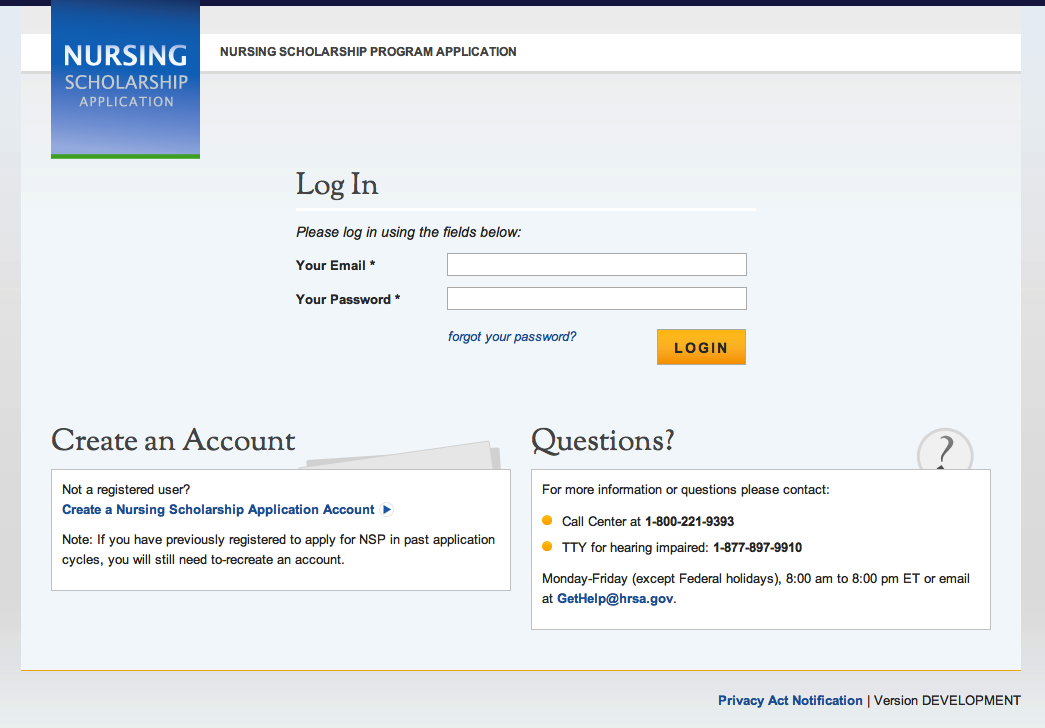 NURSING
SCHOLARSHIP
APPLICATION
NURSING SCHOLARSHIP PROGRAM APPLICATION
Log In
Please log in using the fields below:
Your Email *
Your Password *
forgot your password?
LOGIN
Create an Account
Not a registered user?
Create a Nursing Scholarship Application Account
Note: If you have previously registered to apply for NSP in past application
cycles, you will still need to-recreate an account.
Questions?
?
For more information or questions please contact:
Call Center at 1-800-221-9393
TTY for hearing impaired: 1-877-897-9910
Monday-Friday (except Federal holidays), 8:00 am to 8:00 pm ET or email
at GetHelp@hrsa.gov.
Privacy Act Notification | Version DEVELOPMENT